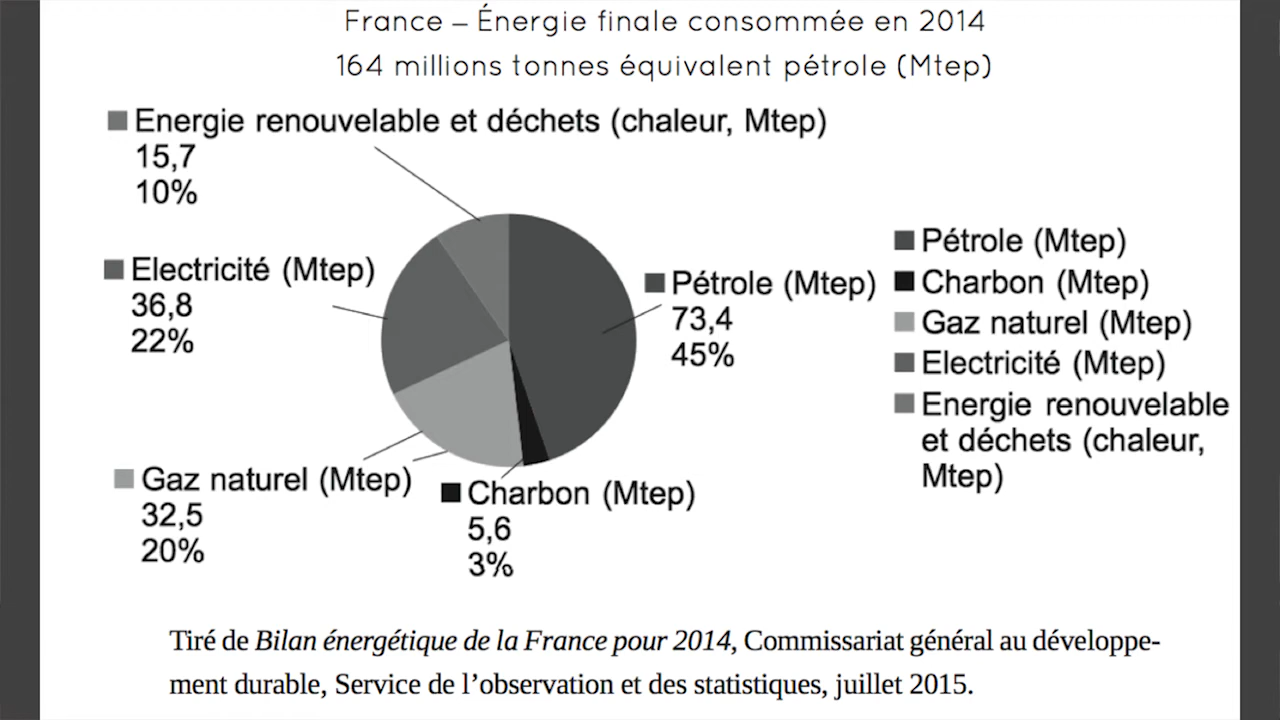 France – Énergie finale consommée en 2014
164 millions tonnes équivalent pétrole (Mtep)
Energie renouvelable et déchets (chaleur, Mtep)
15,7
10%
Electricité (Mtep)
36,8
22%
Pétrole (Mtep)
73,4
45%
Gaz naturel (Mtep)
32,5
20%
Charbon (Mtep)
5,6
3%
Pétrole (Mtep)
Charbon (Mtep)
Gaz naturel (Mtep)
Electricité (Mtep)
Energie renouvelable
et déchets (chaleur,
Mtep)
Tiré de Bilan énergétique de la France pour 2014, Commissariat général au développe-
ment durable, Service de l’observation et des statistiques, juillet 2015.